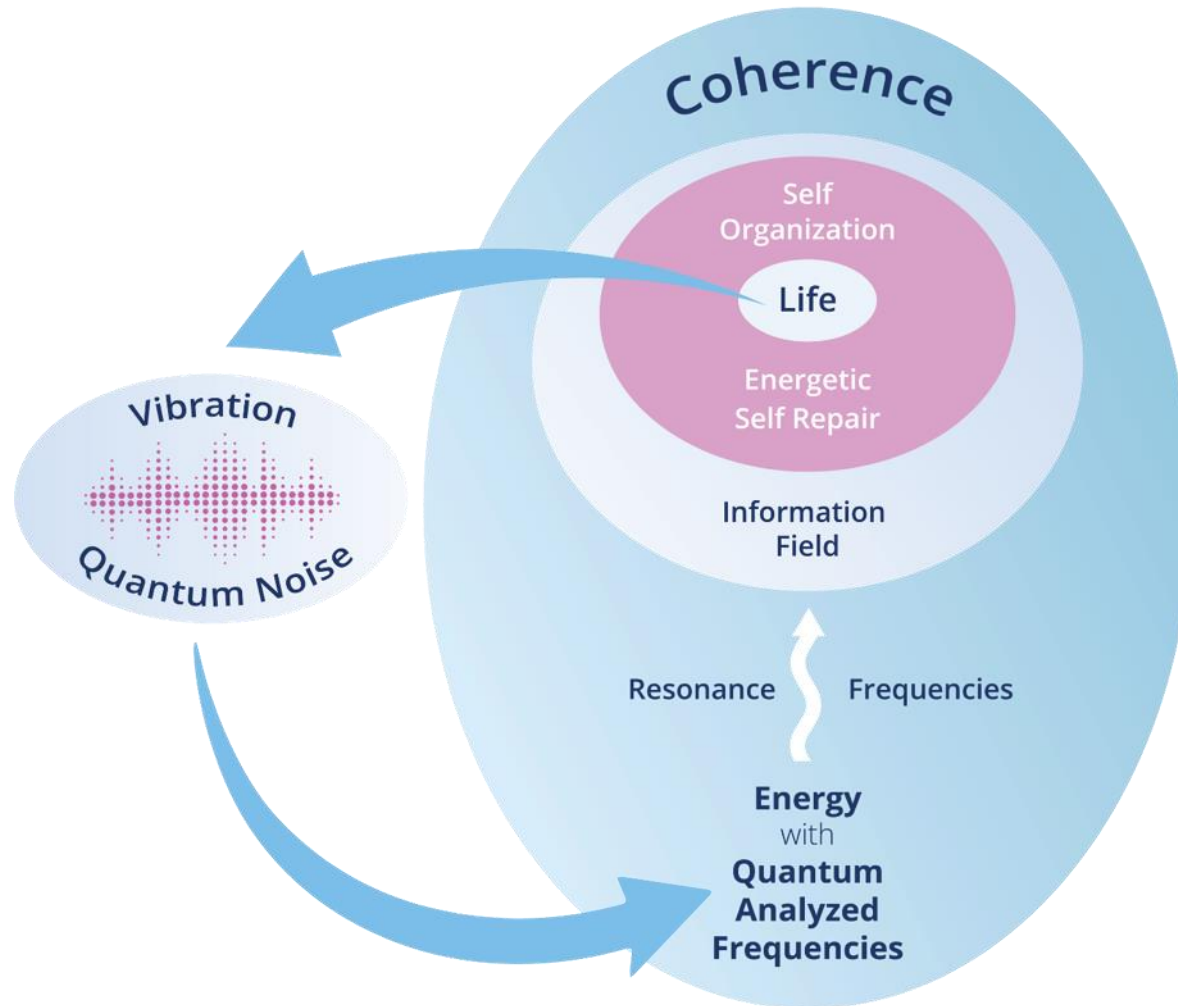 Coherence
Self
Organization
Life
Energetic
Self Repair
Information
Field
Vibration
Quantum Noise
Resonance
Frequencies
Energy
with
Quantum
Analyzed
Frequencies